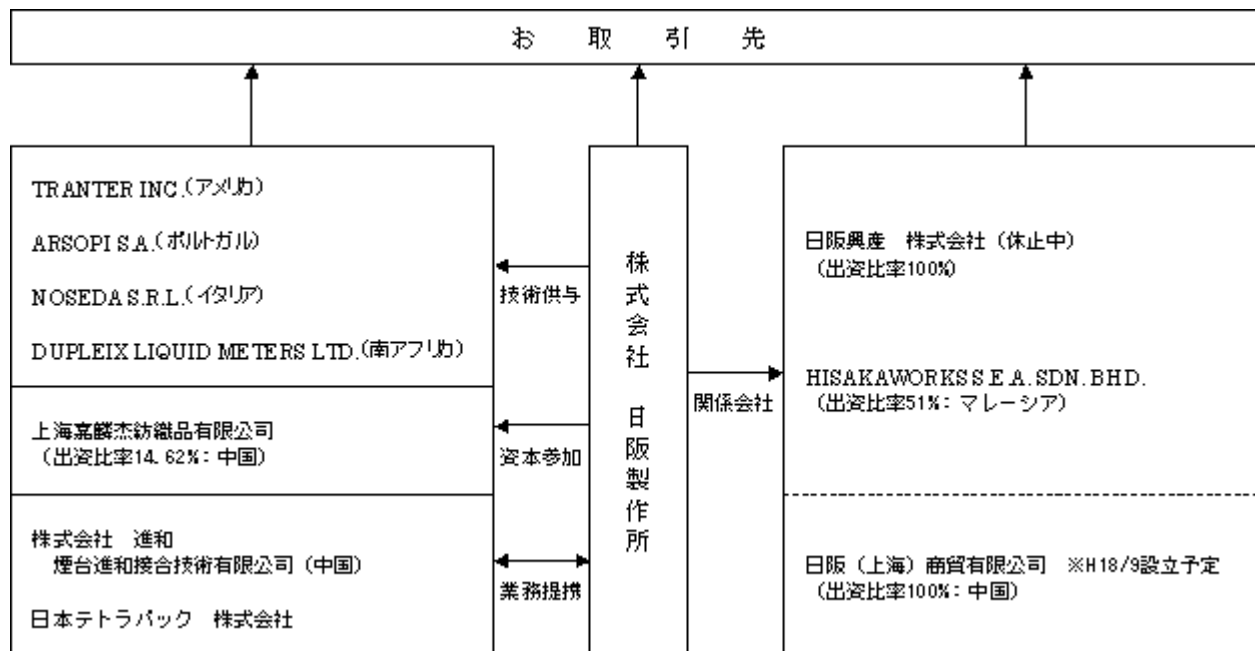 お取引先
TRANTER INC.(アメリカ)
ARSOPI S.A.(ポルトガル)
NOSEDA S.R.L.(イタリア)
DUPLEIX LIQUID METERS LTD.(南アフリカ)
上海嘉麟杰紡織品有限公司
(出資比率14.62%:中国)
株式会社 進和
煙台進和接合技術有限公司(中国)
日本テトラパック 株式会社
技術供与
資本参加
業務提携
株式会社 日阪製作所
関係会社
日阪興産 株式会社(休止中)
(出資比率100%)
HISAKAWORKS S E A. SDN. BHD.
(出資比率51%:マレーシア)
日阪(上海)商貿有限公司 ※H18/9設立予定
(出資比率100%:中国)